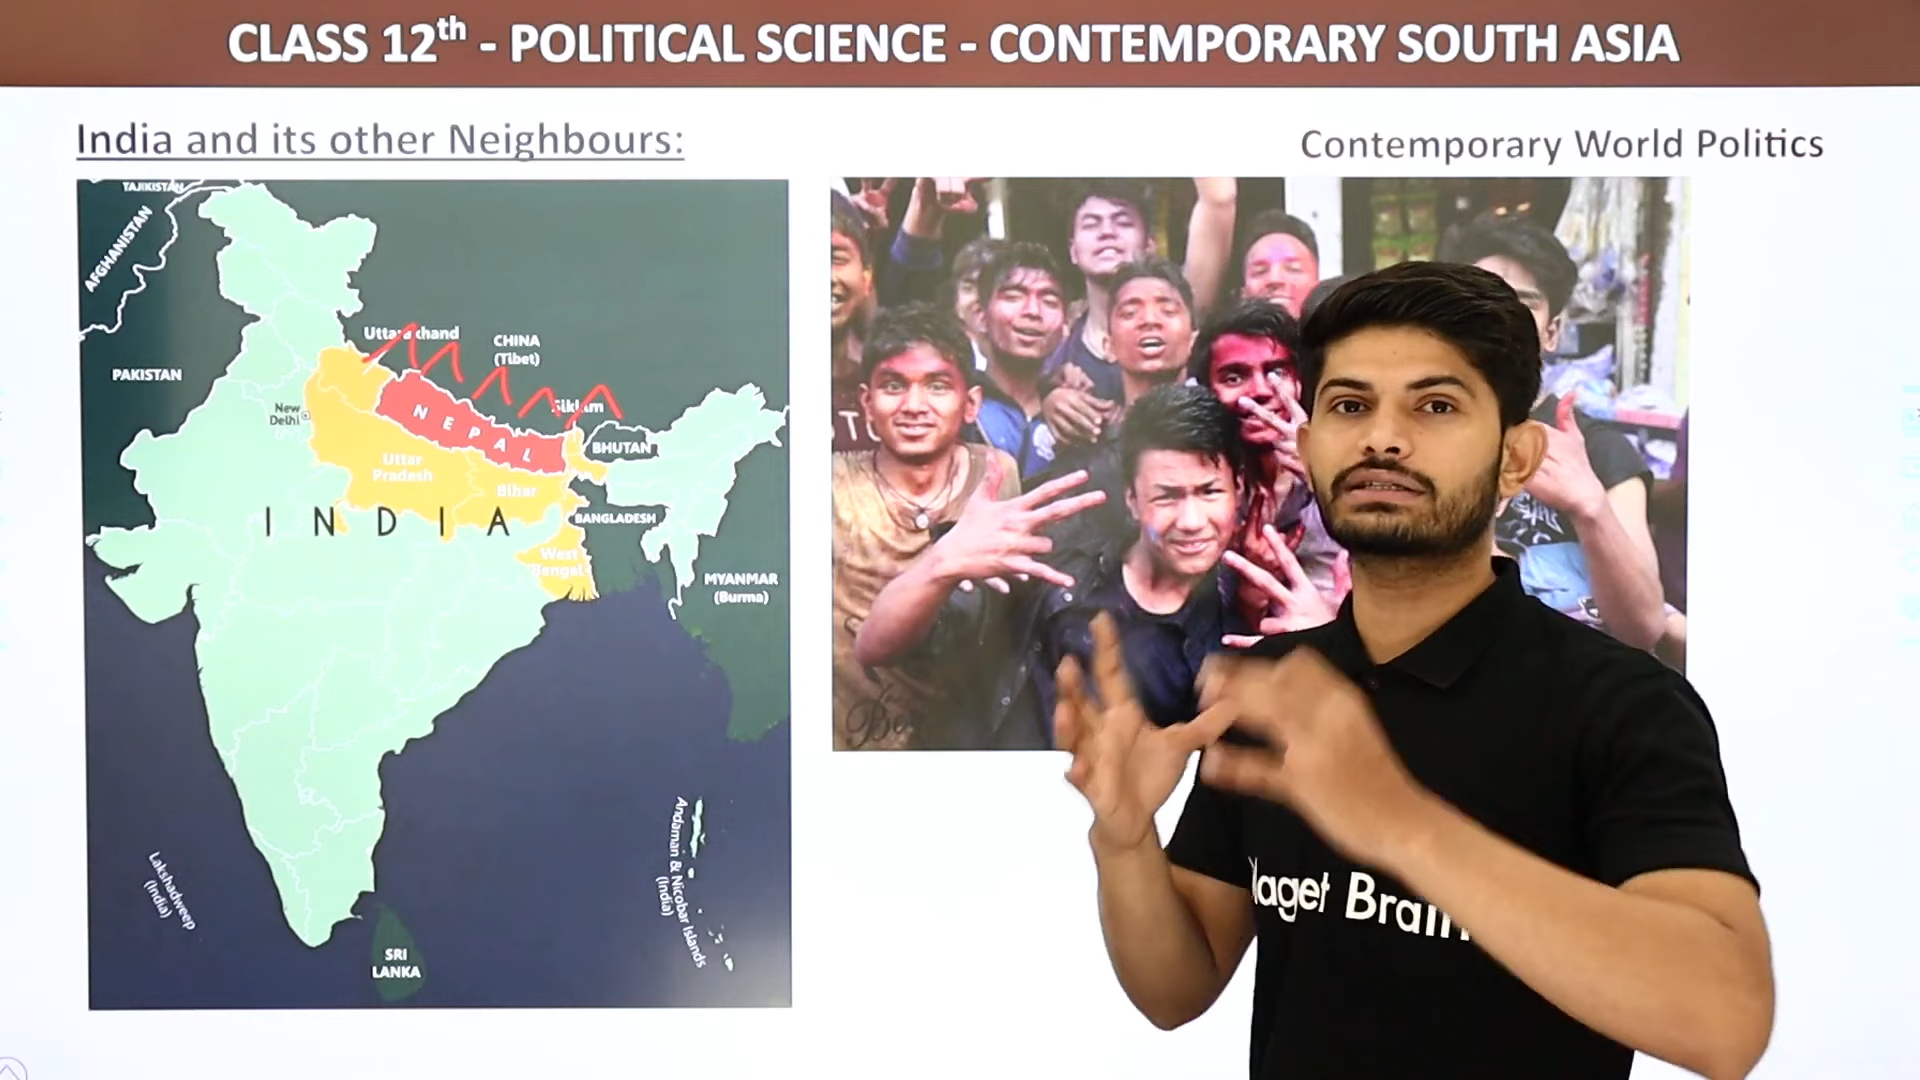 CLASS 12th - POLITICAL SCIENCE - CONTEMPORARY SOUTH ASIA
India and its other Neighbours:
Contemporary World Politics
TAJIKISTAN
AFGHANISTAN
PAKISTAN
CHINA
(Tibet)
New
Delhi
NEPAL
BHUTAN
Uttar
Pradesh
Bihar
INDIA
BANGLADESH
West
Bengal
MYANMAR
(Burma)
Andaman & Nicobar Islands
(India)
Lakshadweep
(India)
SRI
LANKA